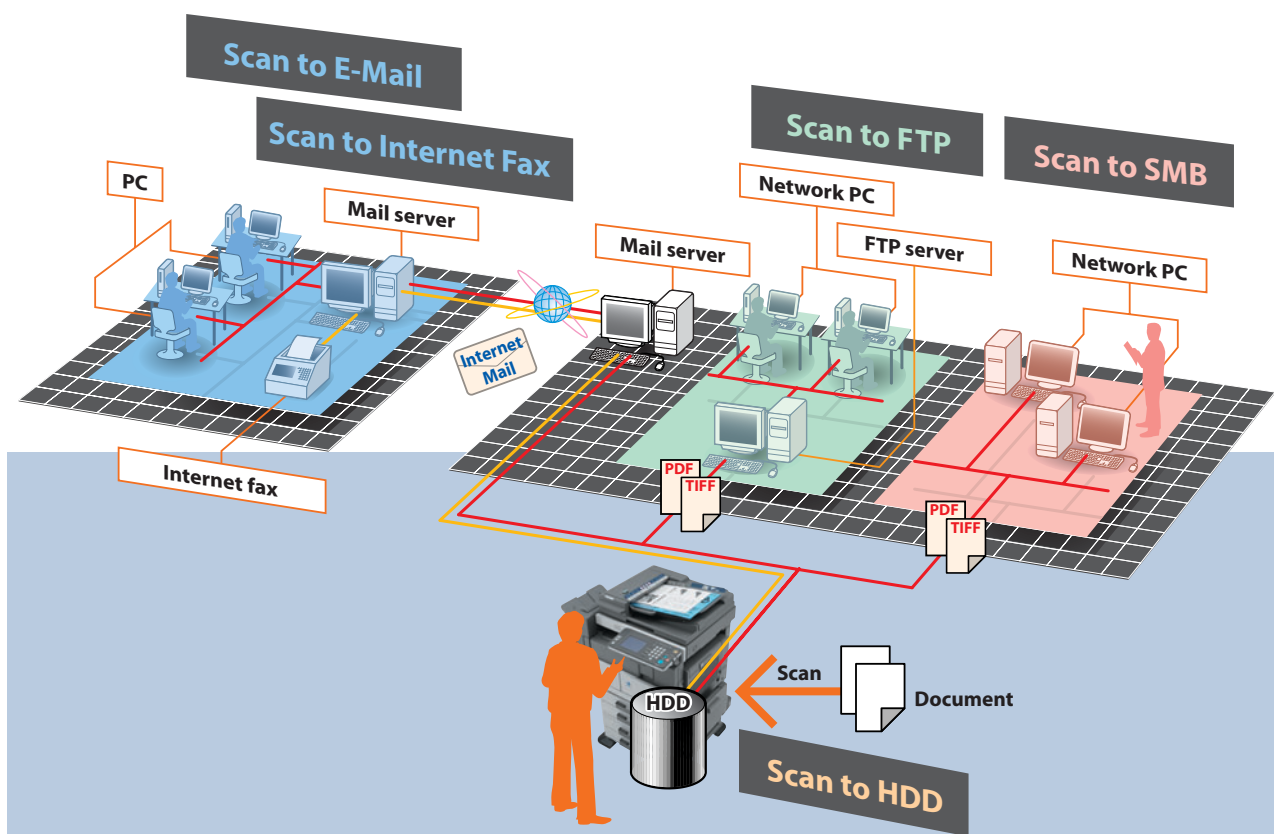 Scan to E-Mail
Scan to Internet Fax
Scan to FTP
Scan to SMB
PC
Mail server
Network PC
Mail server
FTP server
Network PC
Internet
Mail
Internet fax
PDF
TIFF
PDF
TIFF
Scan
HDD
Document
Scan to HDD